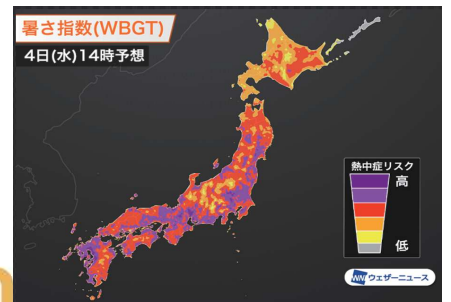 暑さ指数(WBGT)
4日(水)14時予想
熱中症リスク
高
低
WN ウェザーニュース